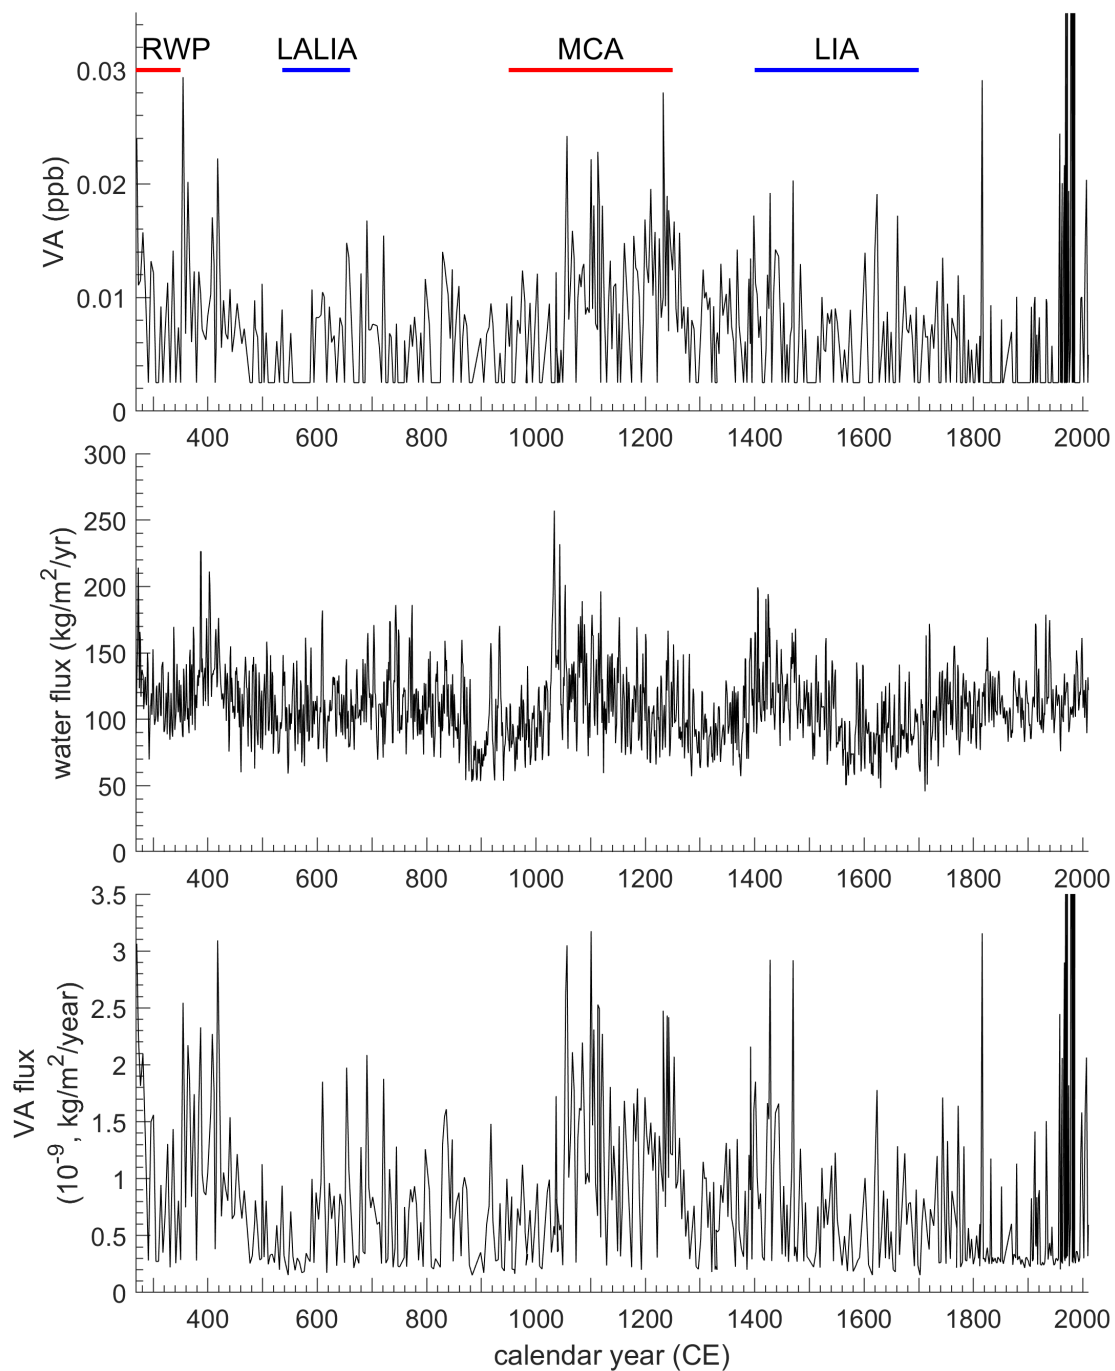 RWP LALIA MCA LIA
0.03
0.02
0.01
0
VA (ppb)
400 600 800 1000 1200 1400 1600 1800 2000
300
250
200
150
100
50
0
water flux (kg/m²/yr)
400 600 800 1000 1200 1400 1600 1800 2000
3.5
3
2.5
2
1.5
1
0.5
0
VA flux
(10⁻⁹, kg/m²/year)
400 600 800 1000 1200 1400 1600 1800 2000
calendar year (CE)